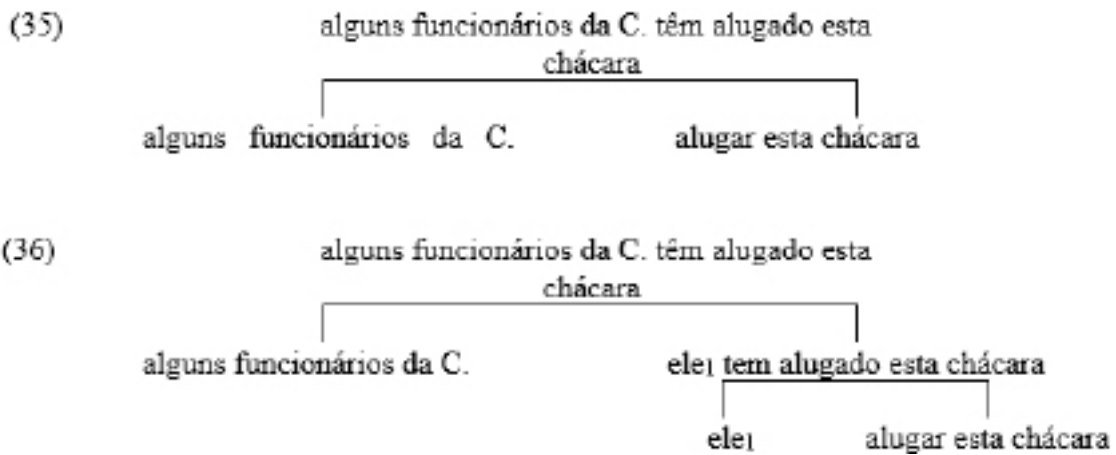 (35) alguns funcionários da C. têm alugado esta
chácara
alguns funcionários da C. alugar esta chácara
(36) alguns funcionários da C. têm alugado esta
chácara
alguns funcionários da C. ele₁ tem alugado esta chácara
ele₁ alugar esta chácara